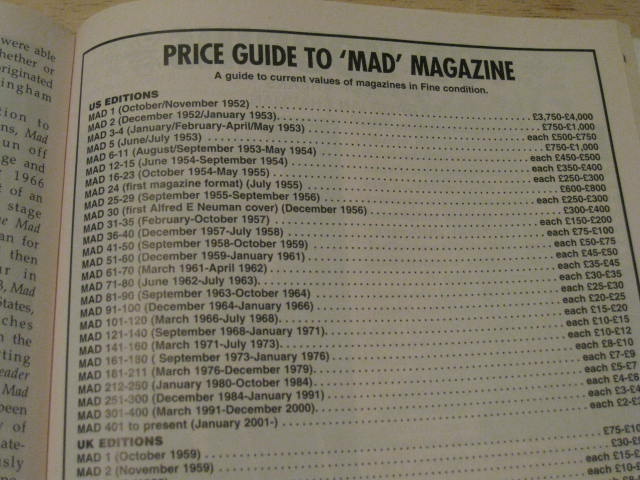 were able
hether or
originated
ingham
tion to
ns, Mad
un off
ge and
1966
t of an
stage
he Mad
an for
then
ur in
3, Mad
States,
ches
n the
rting
eader
Mad
been
y of
ate-
usly
PRICE GUIDE TO 'MAD' MAGAZINE
A guide to current values of magazines in Fine condition.
US EDITIONS
MAD 1 (October/November 1952) £3,750-£4,000
MAD 2 (December 1952/January 1953) £750-£1,000
MAD 3-4 (January/February-April/May 1953) each £500-£750
MAD 5 (June/July 1953) £750-£1,000
MAD 6-11 (August/September 1953-May 1954) each £450-£500
MAD 12-15 (June 1954-September 1954) each £350-£400
MAD 16-23 (October 1954-May 1955) each £250-£300
MAD 24 (first magazine format) (July 1955) £600-£800
MAD 25-29 (September 1955-September 1956) each £250-£300
MAD 30 (first Alfred E Neuman cover) (December 1956) £300-£400
MAD 31-35 (February-October 1957) each £150-£200
MAD 36-40 (December 1957-July 1958) each £75-£100
MAD 41-50 (September 1958-October 1959) each £50-£75
MAD 51-60 (December 1959-January 1961) each £45-£50
MAD 61-70 (March 1961-April 1962) each £35-£45
MAD 71-80 (June 1962-July 1963) each £30-£35
MAD 81-90 (September 1963-October 1964) each £25-£30
MAD 91-100 (December 1964-January 1966) each £20-£25
MAD 101-120 (March 1966-July 1968) each £15-£20
MAD 121-140 (September 1968-January 1971) each £10-£15
MAD 141-160 (March 1971-July 1973) each £10-£12
MAD 161-180 ( September 1973-January 1976) each £8-£10
MAD 181-211 (March 1976-December 1979) each £7-£9
MAD 212-250 (January 1980-October 1984) each £5-£7
MAD 251-300 (December 1984-January 1991) each £4-£6
MAD 301-400 (March 1991-December 2000) each £3-£4
MAD 401 to present (January 2001-) each £2-£
UK EDITIONS
MAD 1 (October 1959) £75-£10
MAD 2 (November 1959) £30-£
each £15-£
each £10-